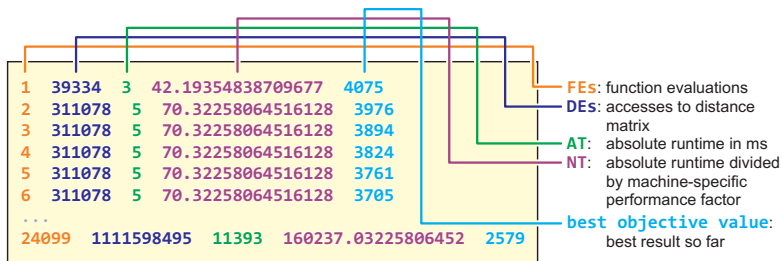 1 39334 3 42.19354838709677 4075
2 311078 5 70.32258064516128 3976
3 311078 5 70.32258064516128 3894
4 311078 5 70.32258064516128 3824
5 311078 5 70.32258064516128 3761
6 311078 5 70.32258064516128 3705
...
24099 1111598495 11393 160237.03225806452 2579
FEs: function evaluations
DEs: accesses to distance
matrix
AT: absolute runtime in ms
NT: absolute runtime divided
by machine-specific
performance factor
best objective value:
best result so far